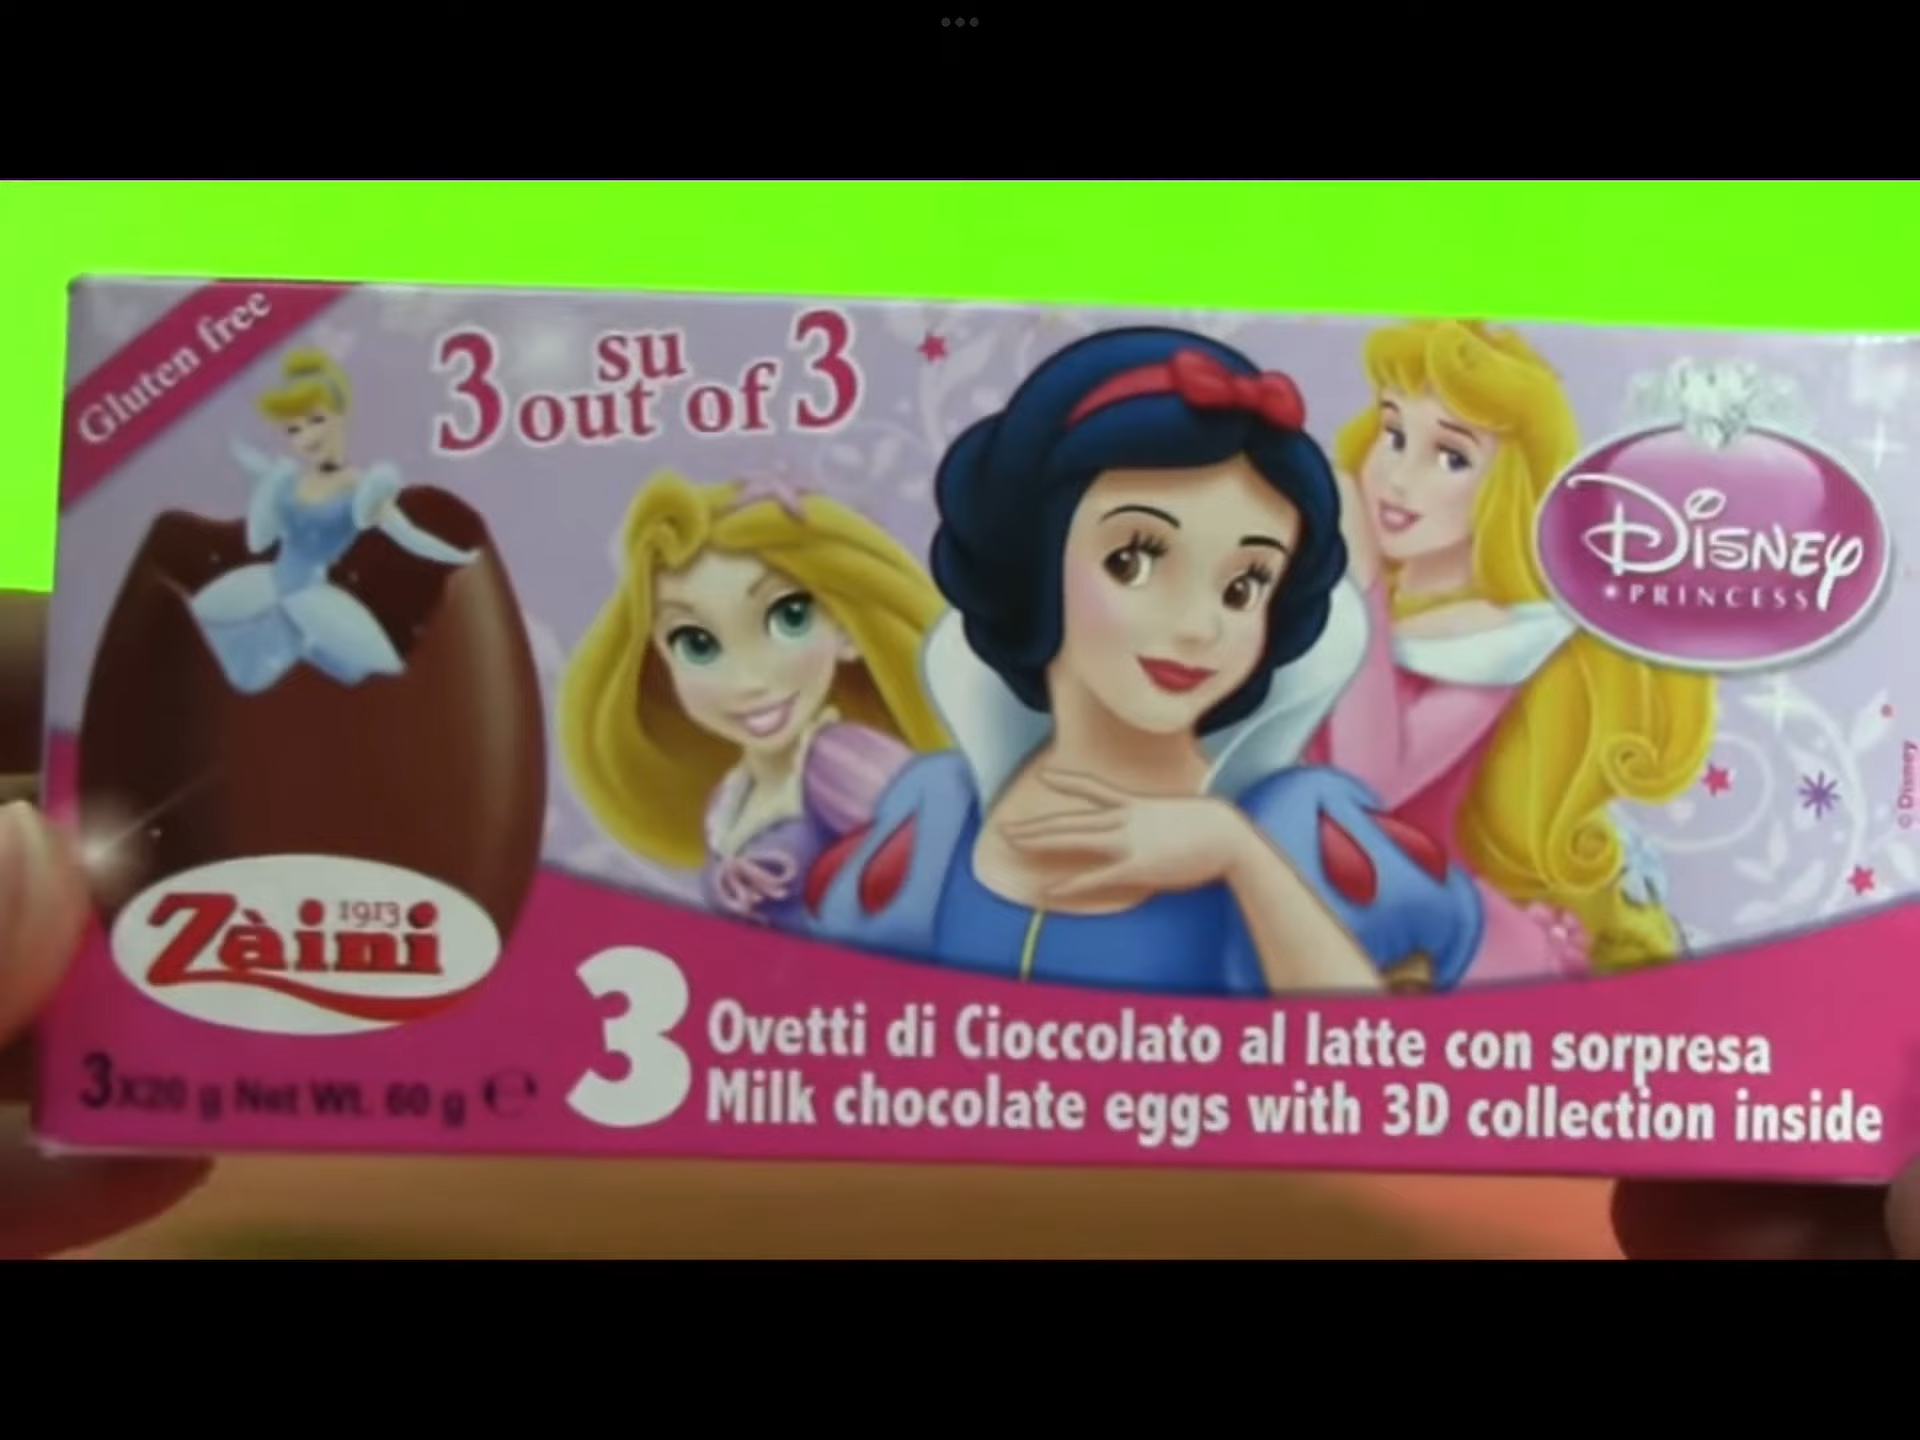 Gluten free
3 su 3
out of
DISNEY
PRINCESS
©Disney
Zàini
1913
3x20 g Net Wt. 60 g ℮
3 Ovetti di Cioccolato al latte con sorpresa
Milk chocolate eggs with 3D collection inside